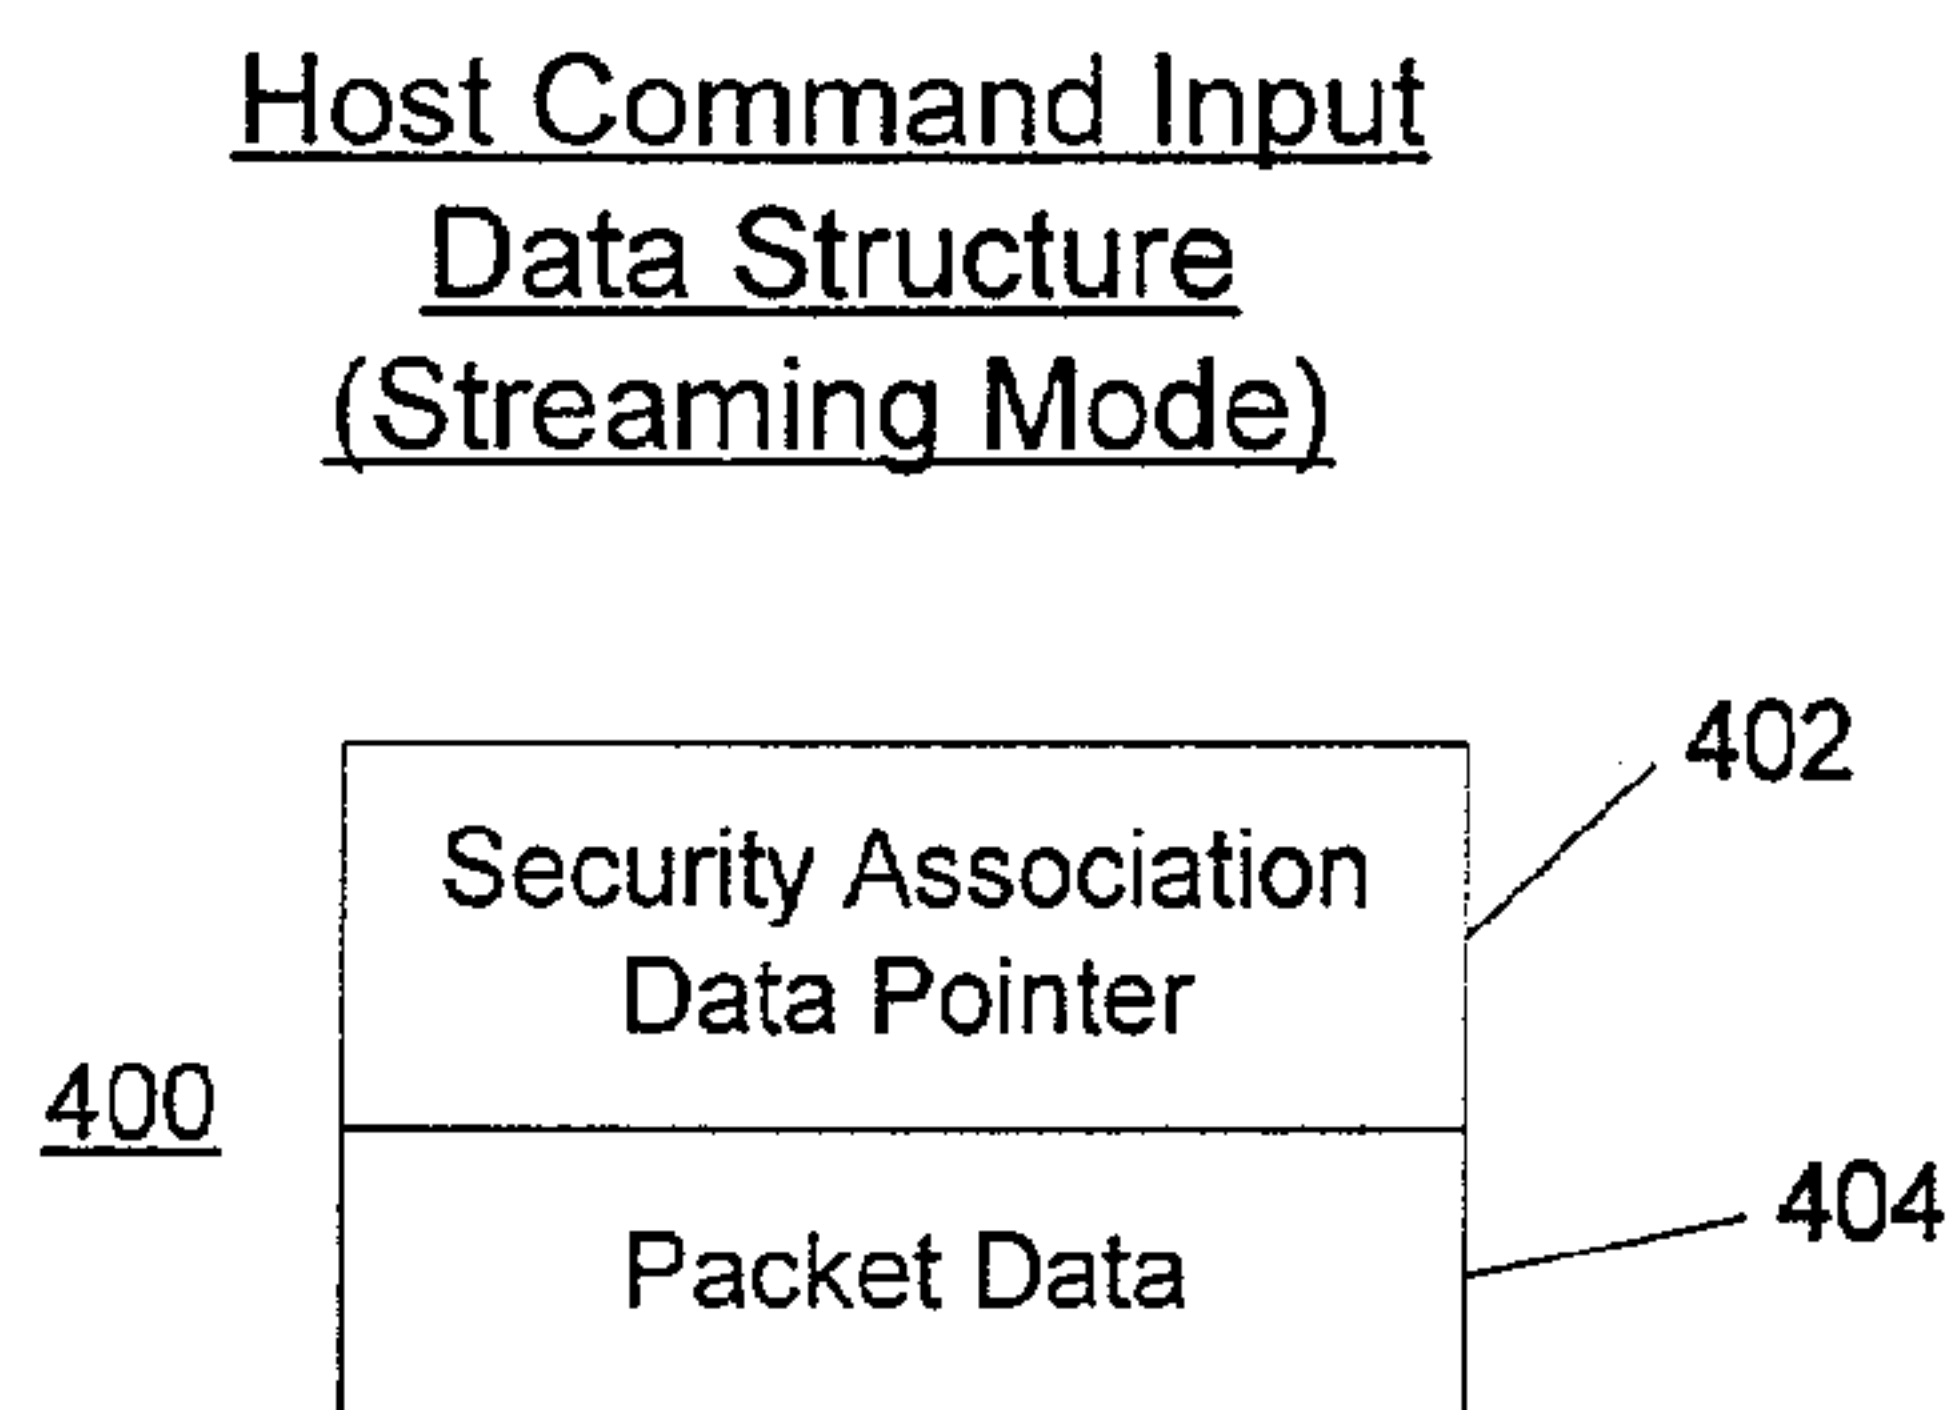 Host Command Input
Data Structure
(Streaming Mode)
402
Security Association
Data Pointer
400
404
Packet Data